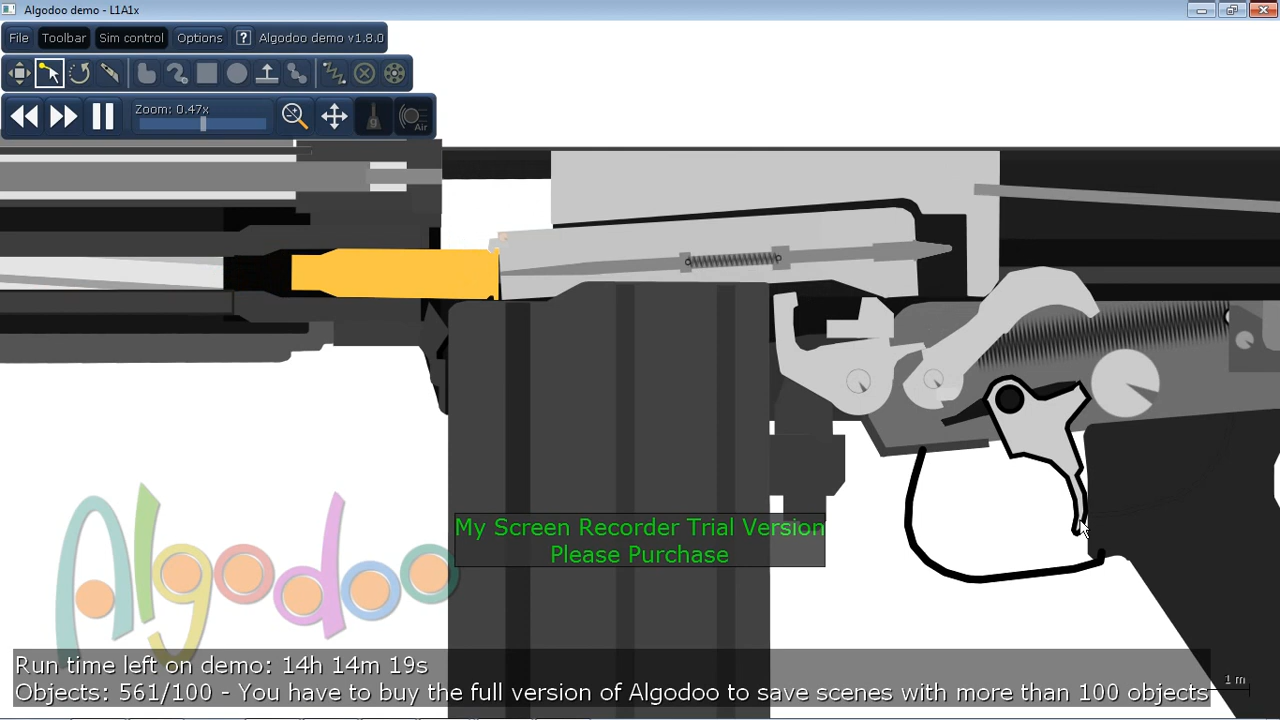 Algodoo demo - L1A1x
File Toolbar Sim control Options ? Algodoo demo v1.8.0
Zoom: 0.47x
g Air
My Screen Recorder Trial Version
Please Purchase
Algodoo
Run time left on demo: 14h 14m 19s
Objects: 561/100 - You have to buy the full version of Algodoo to save scenes with more than 100 objects
1 m